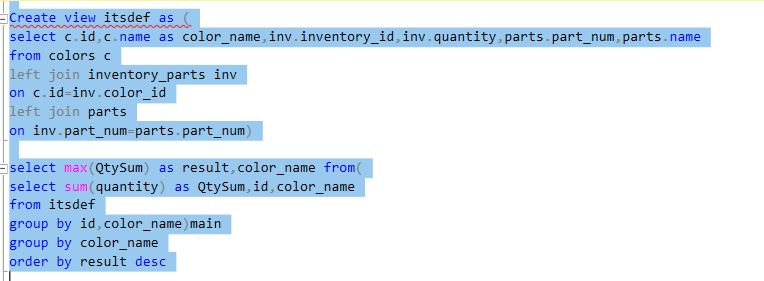 Create view itsdef as (
select c.id,c.name as color_name,inv.inventory_id,inv.quantity,parts.part_num,parts.name
from colors c
left join inventory_parts inv
on c.id=inv.color_id
left join parts
on inv.part_num=parts.part_num)
select max(QtySum) as result,color_name from(
select sum(quantity) as QtySum,id,color_name
from itsdef
group by id,color_name)main
group by color_name
order by result desc